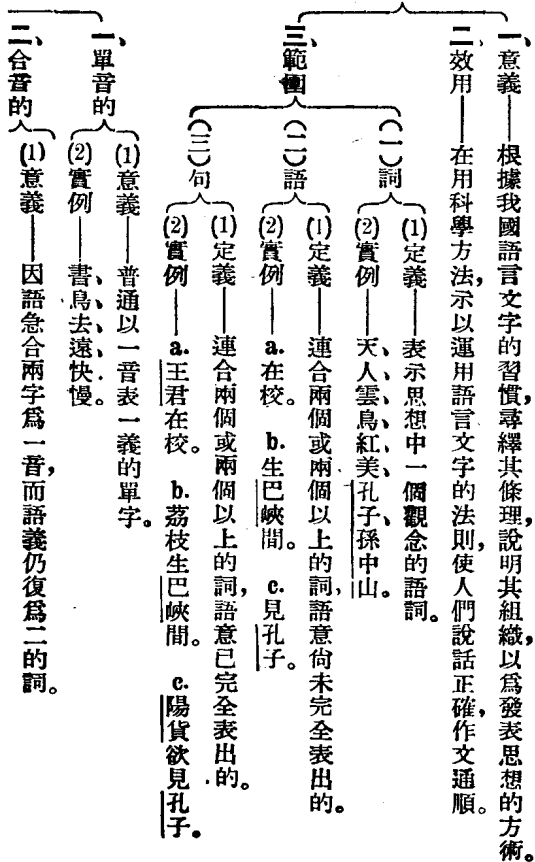 一、意義——根據我國語言文字的習慣，尋繹其條理，說明其組織，以爲發表思想的方術。
二、效用——在用科學方法，示以運用語言文字的法則，使人們說話正確，作文通順。
三、範圍
(一)詞
(1)定義——表示思想中一個觀念的語詞。
(2)實例——天、人、雲、鳥、紅、美、孔子、孫中山。
(二)語
(1)定義——連合兩個或兩個以上的詞，語意尙未完全表出的。
(2)實例——a.在校。 b.生巴峽間。 c.見孔子。
(三)句
(1)定義——連合兩個或兩個以上的詞，語意已完全表出的。
(2)實例——a.王君在校。 b.荔枝生巴峽間。 c.陽貨欲見孔子。
一、單音的
(1)意義——普通以一音表一義的單字。
(2)實例——書、鳥、去、遠、快、慢。
二、合音的
(1)意義——因語急合兩字爲一音，而語義仍復爲二的詞。